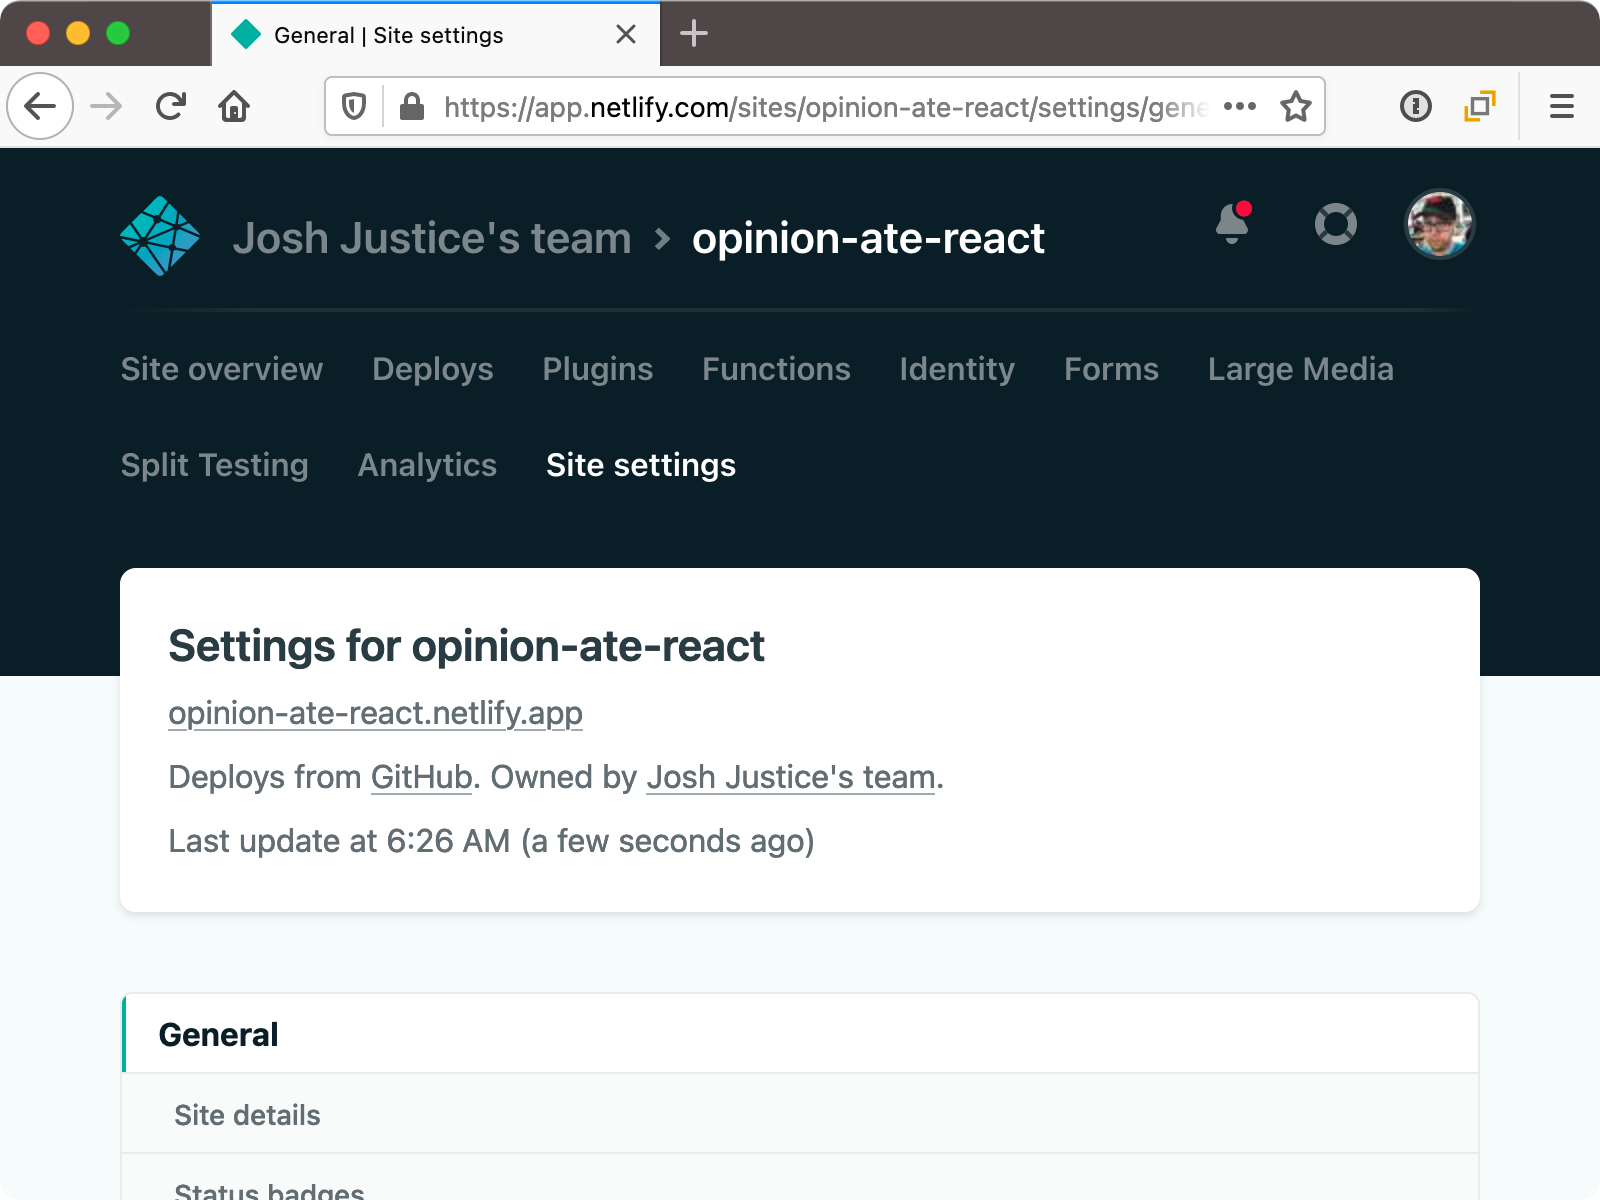 General | Site settings
https://app.netlify.com/sites/opinion-ate-react/settings/gene
Josh Justice's team > opinion-ate-react
Site overview Deploys Plugins Functions Identity Forms Large Media
Split Testing Analytics Site settings
Settings for opinion-ate-react
opinion-ate-react.netlify.app
Deploys from GitHub. Owned by Josh Justice's team.
Last update at 6:26 AM (a few seconds ago)
General
Site details
Status badges